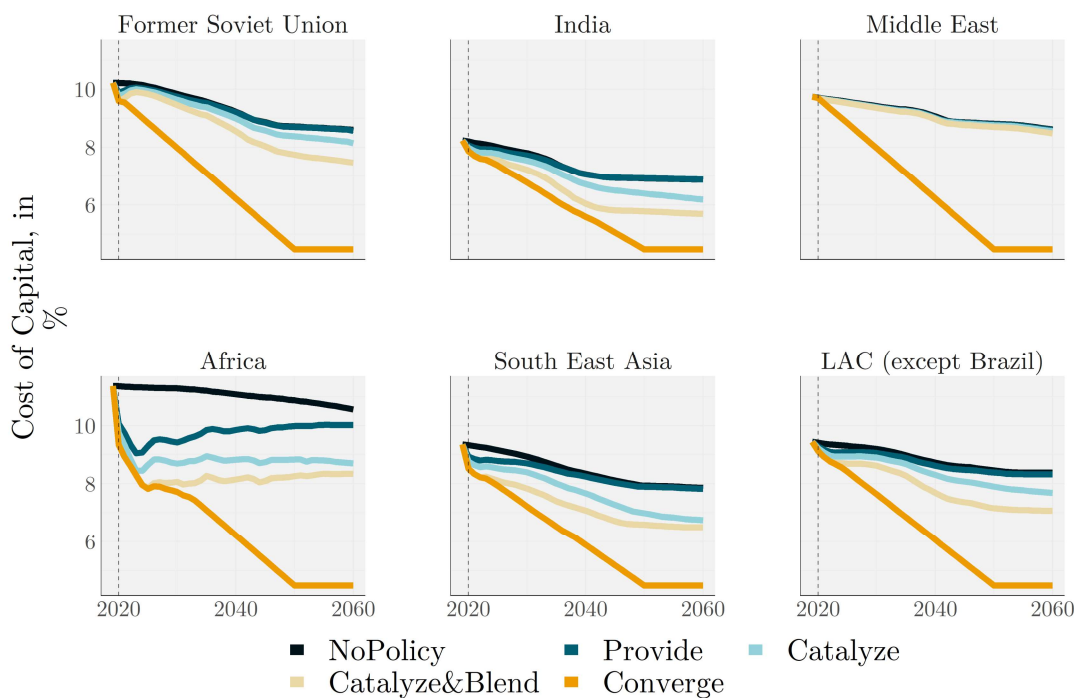 Former Soviet Union
India
Middle East
10
8
6
Cost of Capital, in
%
Africa
South East Asia
LAC (except Brazil)
10
8
6
2020 2040 2060
2020 2040 2060
2020 2040 2060
NoPolicy Provide Catalyze
Catalyze&Blend Converge